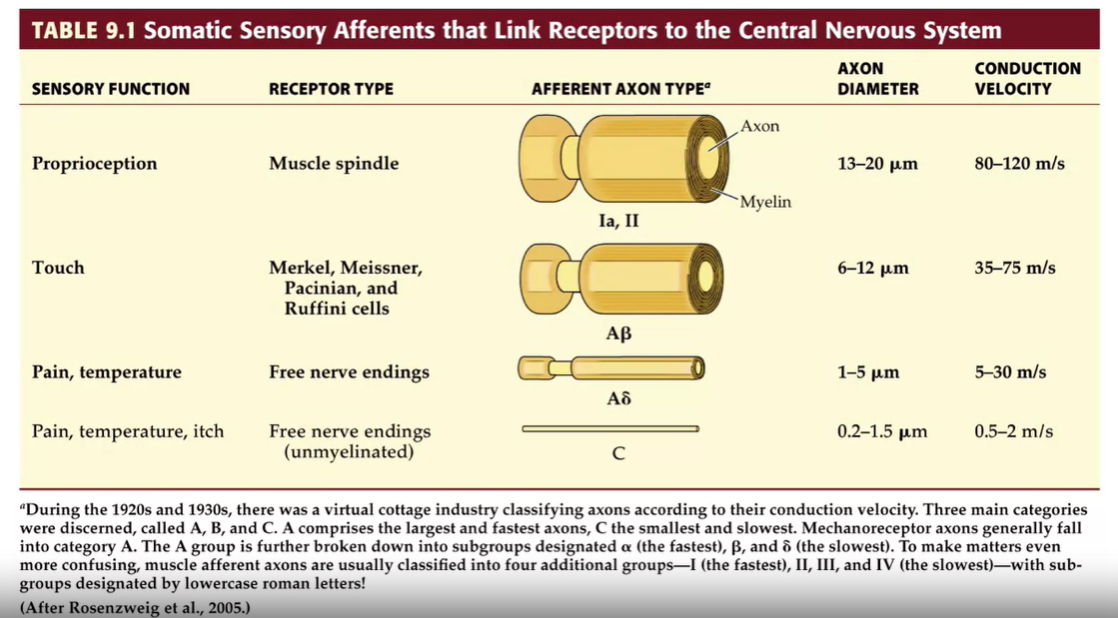 TABLE 9.1 Somatic Sensory Afferents that Link Receptors to the Central Nervous System
SENSORY FUNCTION RECEPTOR TYPE AFFERENT AXON TYPEᵃ AXON DIAMETER CONDUCTION VELOCITY
Axon
Proprioception Muscle spindle 13–20 μm 80–120 m/s
Myelin
Ia, II
Touch Merkel, Meissner, 6–12 μm 35–75 m/s
Pacinian, and
Ruffini cells
Aβ
Pain, temperature Free nerve endings 1–5 μm 5–30 m/s
Aδ
Pain, temperature, itch Free nerve endings 0.2–1.5 μm 0.5–2 m/s
(unmyelinated)
C
ᵃDuring the 1920s and 1930s, there was a virtual cottage industry classifying axons according to their conduction velocity. Three main categories
were discerned, called A, B, and C. A comprises the largest and fastest axons, C the smallest and slowest. Mechanoreceptor axons generally fall
into category A. The A group is further broken down into subgroups designated α (the fastest), β, and δ (the slowest). To make matters even
more confusing, muscle afferent axons are usually classified into four additional groups—I (the fastest), II, III, and IV (the slowest)—with sub-
groups designated by lowercase roman letters!
(After Rosenzweig et al., 2005.)